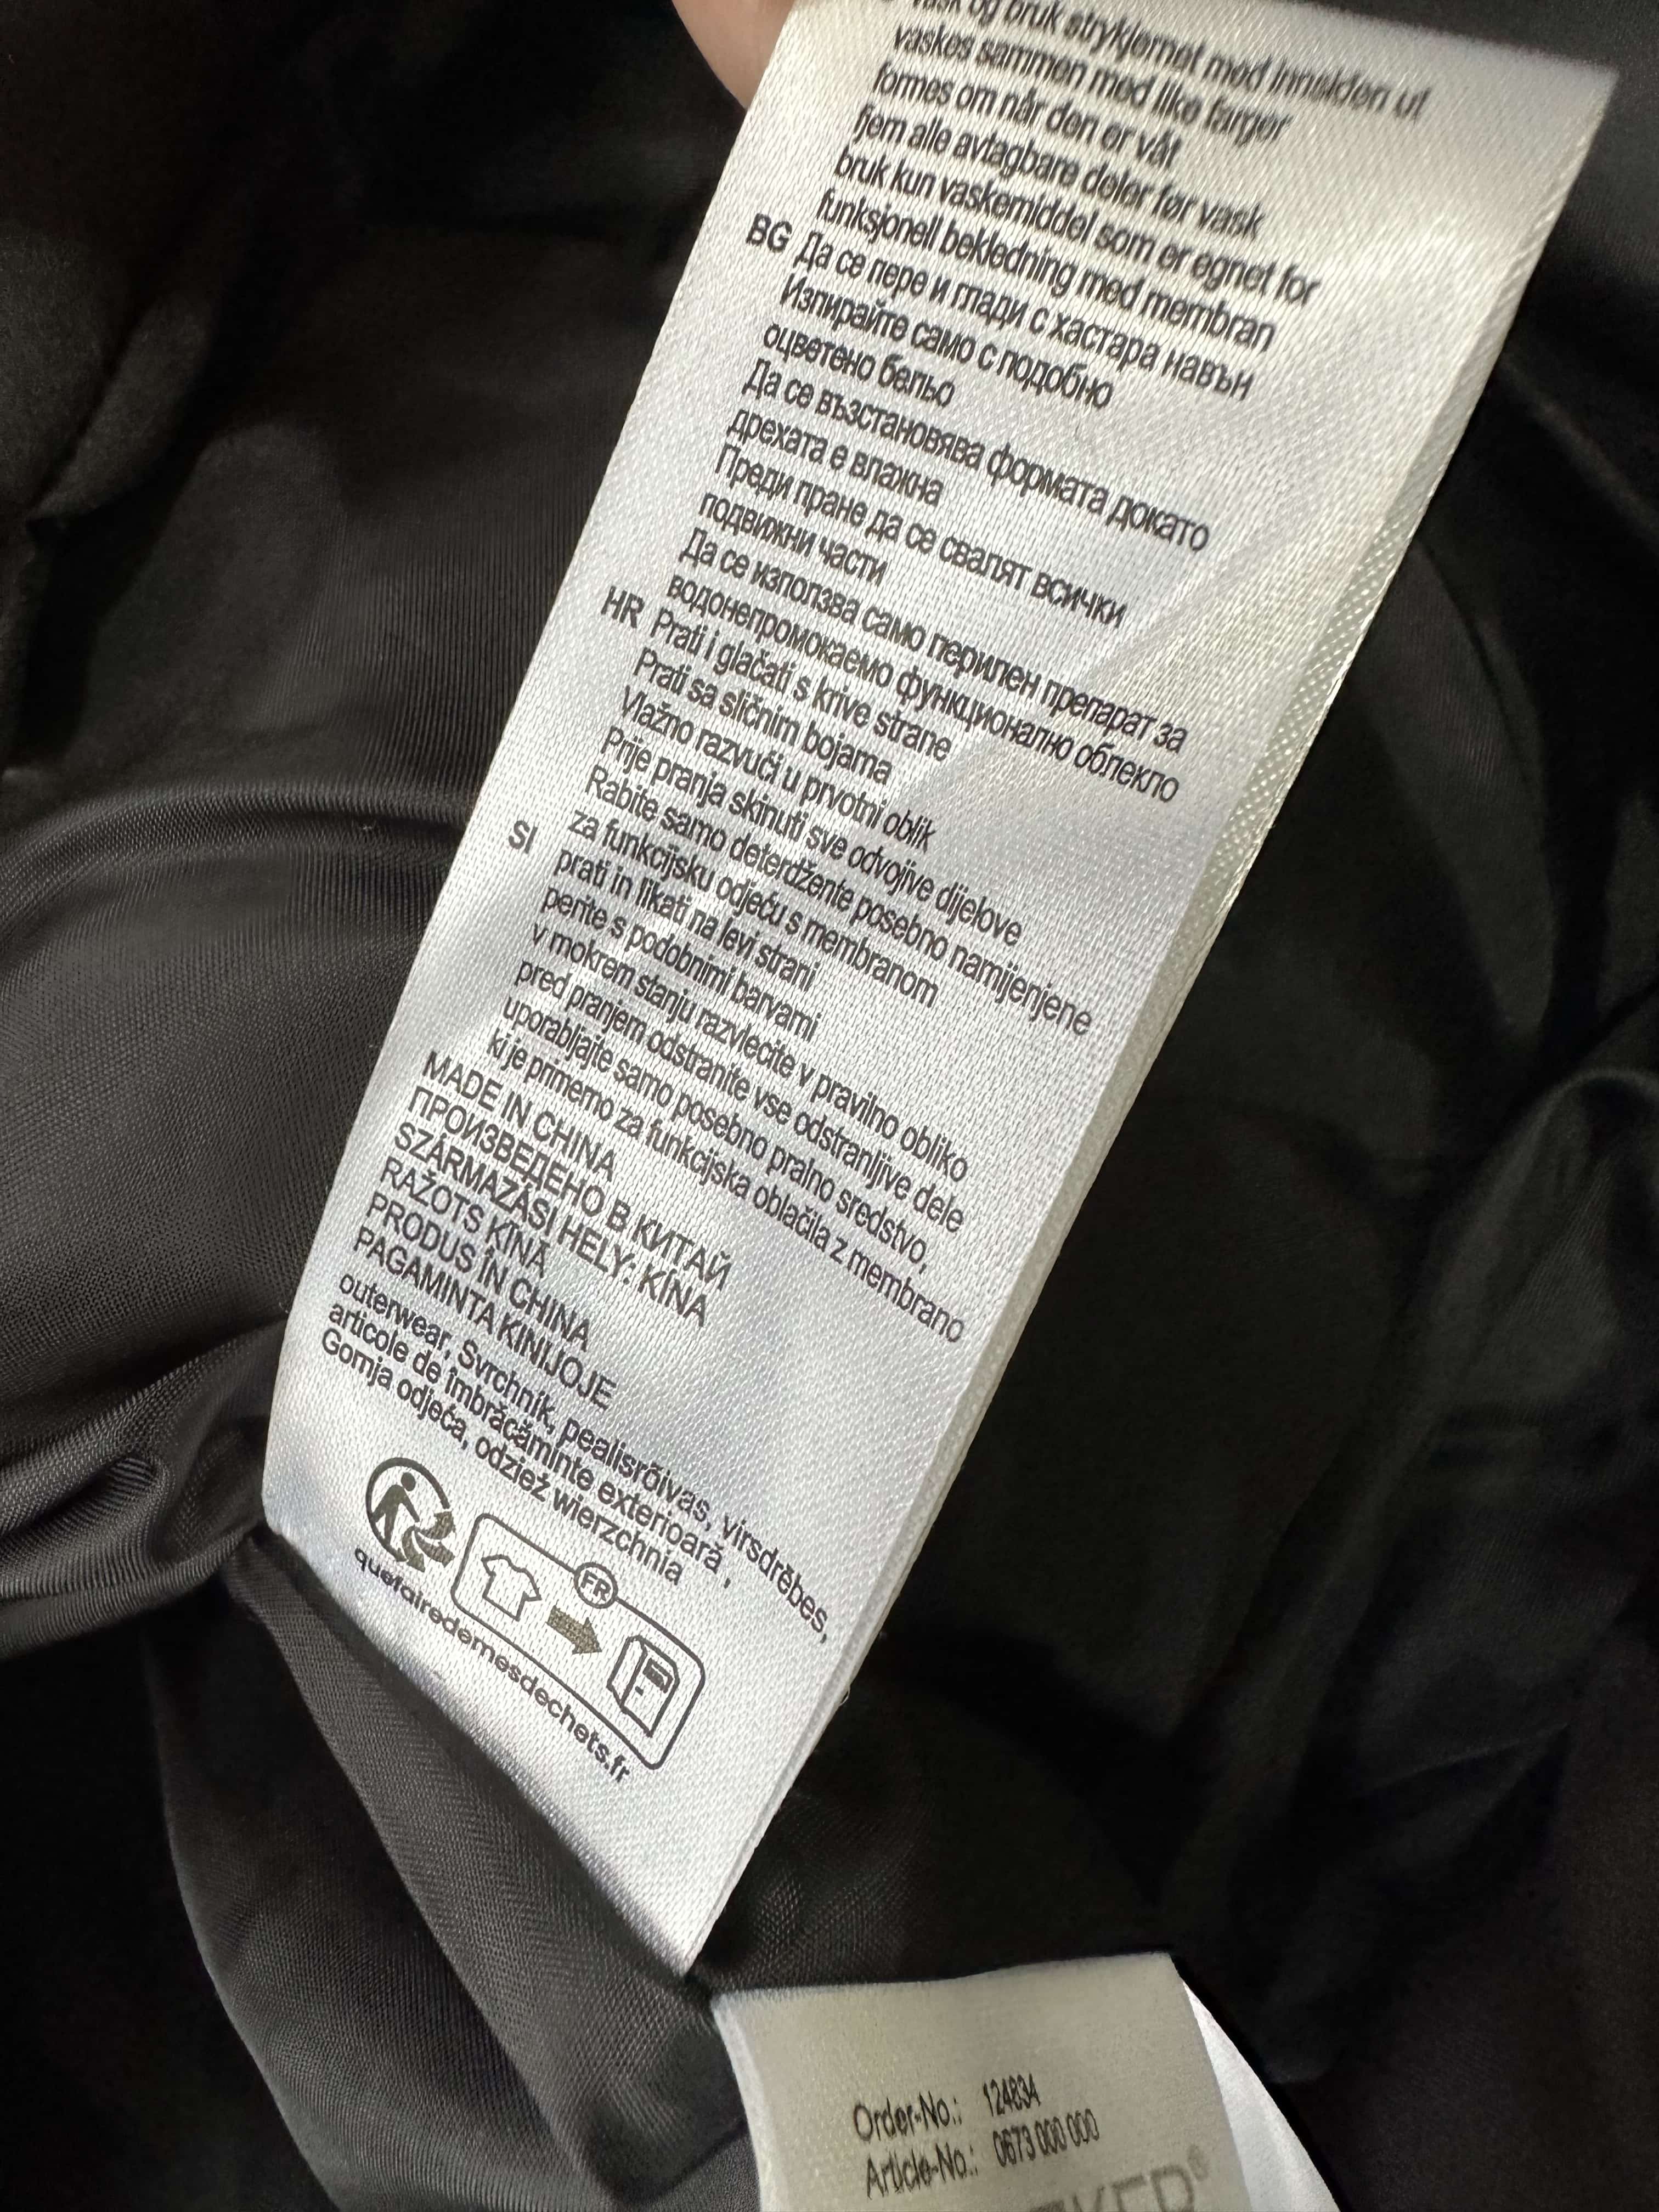 vask og bruk strykjernet med innsiden ut
vaskes sammen med like farger
formes om når den er våt
fjern alle avtagbare deler før vask
bruk kun vaskemiddel som er egnet for
funksjonell bekledning med membran
BG Да се пере и глади с хастара навън
Изпирайте само с подобно
оцветено бельо
Да се възстановява формата докато
дрехата е влажна
Преди пране да се свалят всички
подвижни части
Да се използва само перилен препарат за
водонепромокаемо функционално облекло
HR Prati i glačati s krive strane
Prati sa sličnim bojama
Vlažno razvući u prvotni oblik
Prije pranja skinuti sve odvojive dijelove
Rabite samo deterdžente posebno namijenjene
za funkcijsku odjeću s membranom
SI prati in likati na levi strani
perite s podobnimi barvami
v mokrem stanju razvlecite v pravilno obliko
pred pranjem odstranite vse odstranljive dele
uporabljajte samo posebno pralno sredstvo,
ki je primerno za funkcijska oblačila z membrano
MADE IN CHINA
ПРОИЗВЕДЕНО В КИТАЙ
SZÁRMAZÁSI HELY: KÍNA
RAŽOTS ĶĪNĀ
PRODUS ÎN CHINA
PAGAMINTA KINIJOJE
outerwear, Svrchník, pealisrõivas, virsdrēbes,
articole de îmbrăcăminte exterioară ,
Gornja odjeća, odzież wierzchnia
FR
quefairedemesdechets.fr
Order-No.: 124834
Article-No.: 0673 000 000